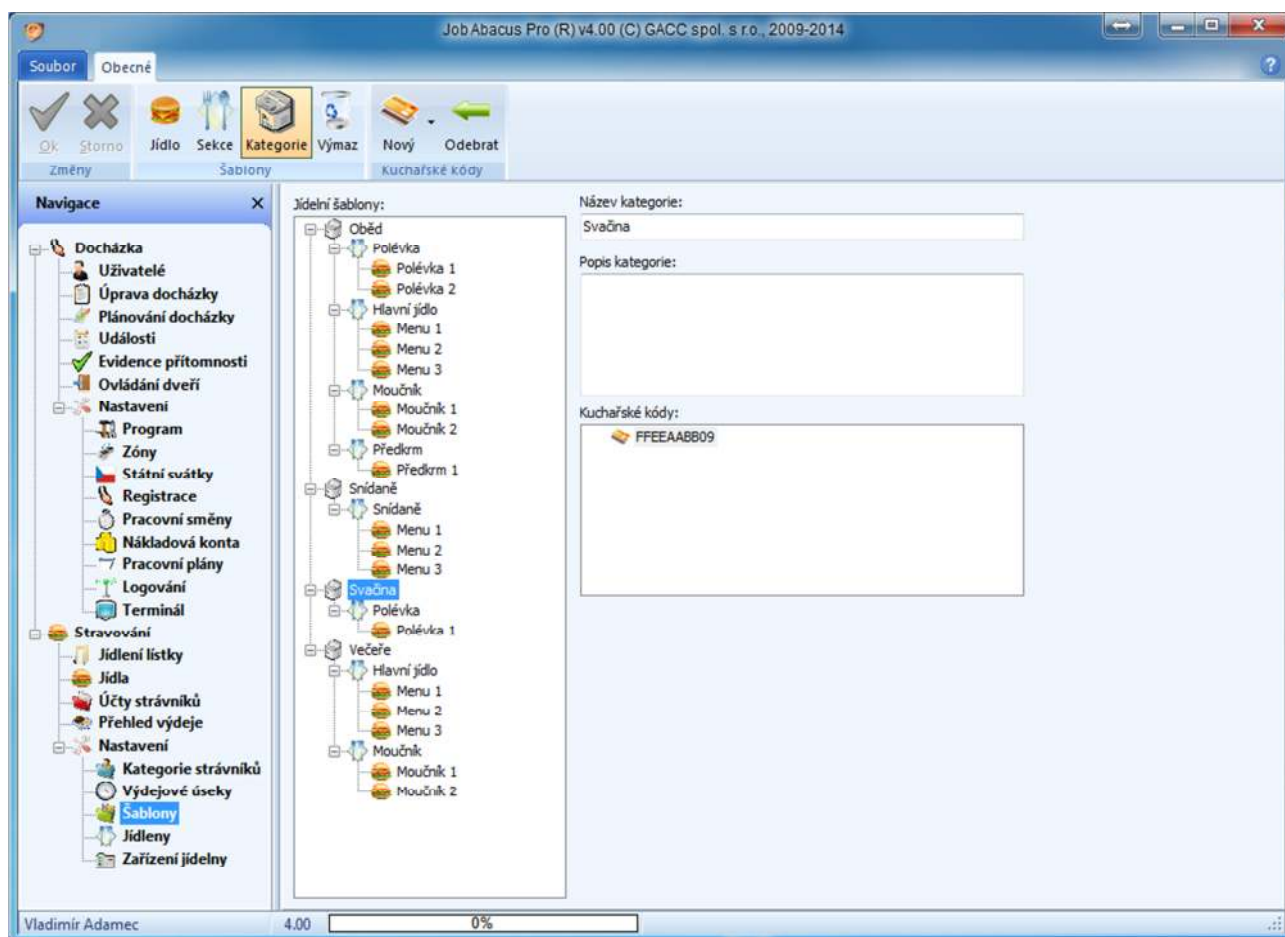 Job Abacus Pro (R) v4.00 (C) GACC spol. s r.o., 2009-2014
Soubor Obecné
Ok Storno Jídlo Sekce Kategorie Výmaz Nový Odebrat
Změny Šablony Kuchařské kódy
Navigace
Docházka
Uživatelé
Úprava docházky
Plánování docházky
Události
Evidence přítomnosti
Ovládání dveří
Nastavení
Program
Zóny
Státní svátky
Registrace
Pracovní směny
Nákladová konta
Pracovní plány
Logování
Terminál
Stravování
Jídlení lístky
Jídla
Účty strávníků
Přehled výdeje
Nastavení
Kategorie strávníků
Výdejové úseky
Šablony
Jídleny
Zařízení jídelny
Jídelní šablony:
Oběd
Polévka
Polévka 1
Polévka 2
Hlavní jídlo
Menu 1
Menu 2
Menu 3
Moučník
Moučník 1
Moučník 2
Předkrm
Předkrm 1
Snídaně
Snídaně
Menu 1
Menu 2
Menu 3
Svačina
Polévka
Polévka 1
Večeře
Hlavní jídlo
Menu 1
Menu 2
Menu 3
Moučník
Moučník 1
Moučník 2
Název kategorie:
Svačina
Popis kategorie:
Kuchařské kódy:
FFEEAABB09
Vladimír Adamec 4.00 0%